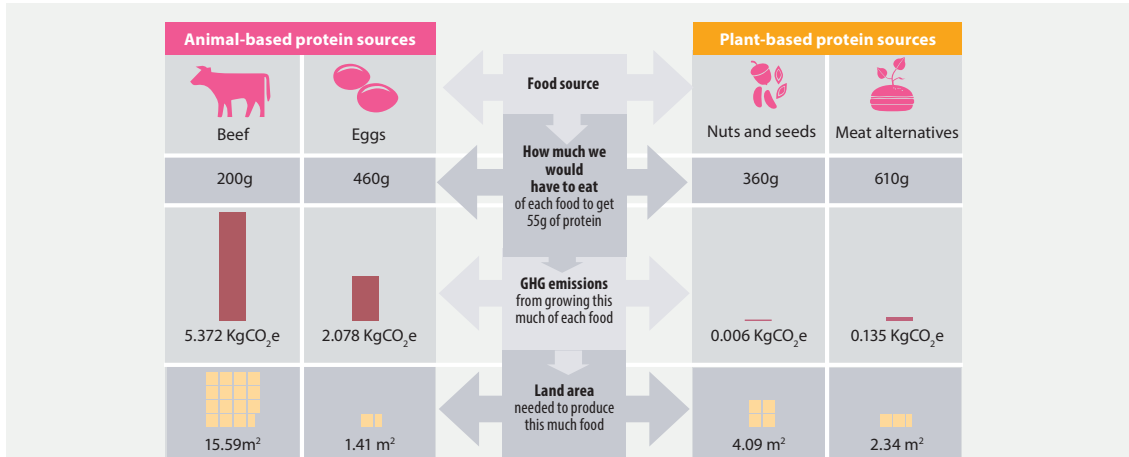 Animal-based protein sources
Plant-based protein sources
Food source
Beef
Eggs
Nuts and seeds
Meat alternatives
How much we
would
have to eat
of each food to get
55g of protein
200g
460g
360g
610g
GHG emissions
from growing this
much of each food
5.372 KgCO₂e
2.078 KgCO₂e
0.006 KgCO₂e
0.135 KgCO₂e
Land area
needed to produce
this much food
15.59m²
1.41 m²
4.09 m²
2.34 m²